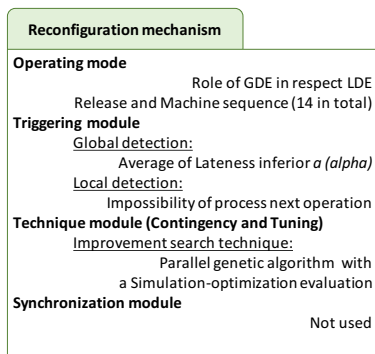 Reconfiguration mechanism
Operating mode
Role of GDE in respect LDE
Release and Machine sequence (14 in total)
Triggering module
Global detection:
Average of Lateness inferior a (alpha)
Local detection:
Impossibility of process next operation
Technique module (Contingency and Tuning)
Improvement search technique:
Parallel genetic algorithm with
a Simulation-optimization evaluation
Synchronization module
Not used